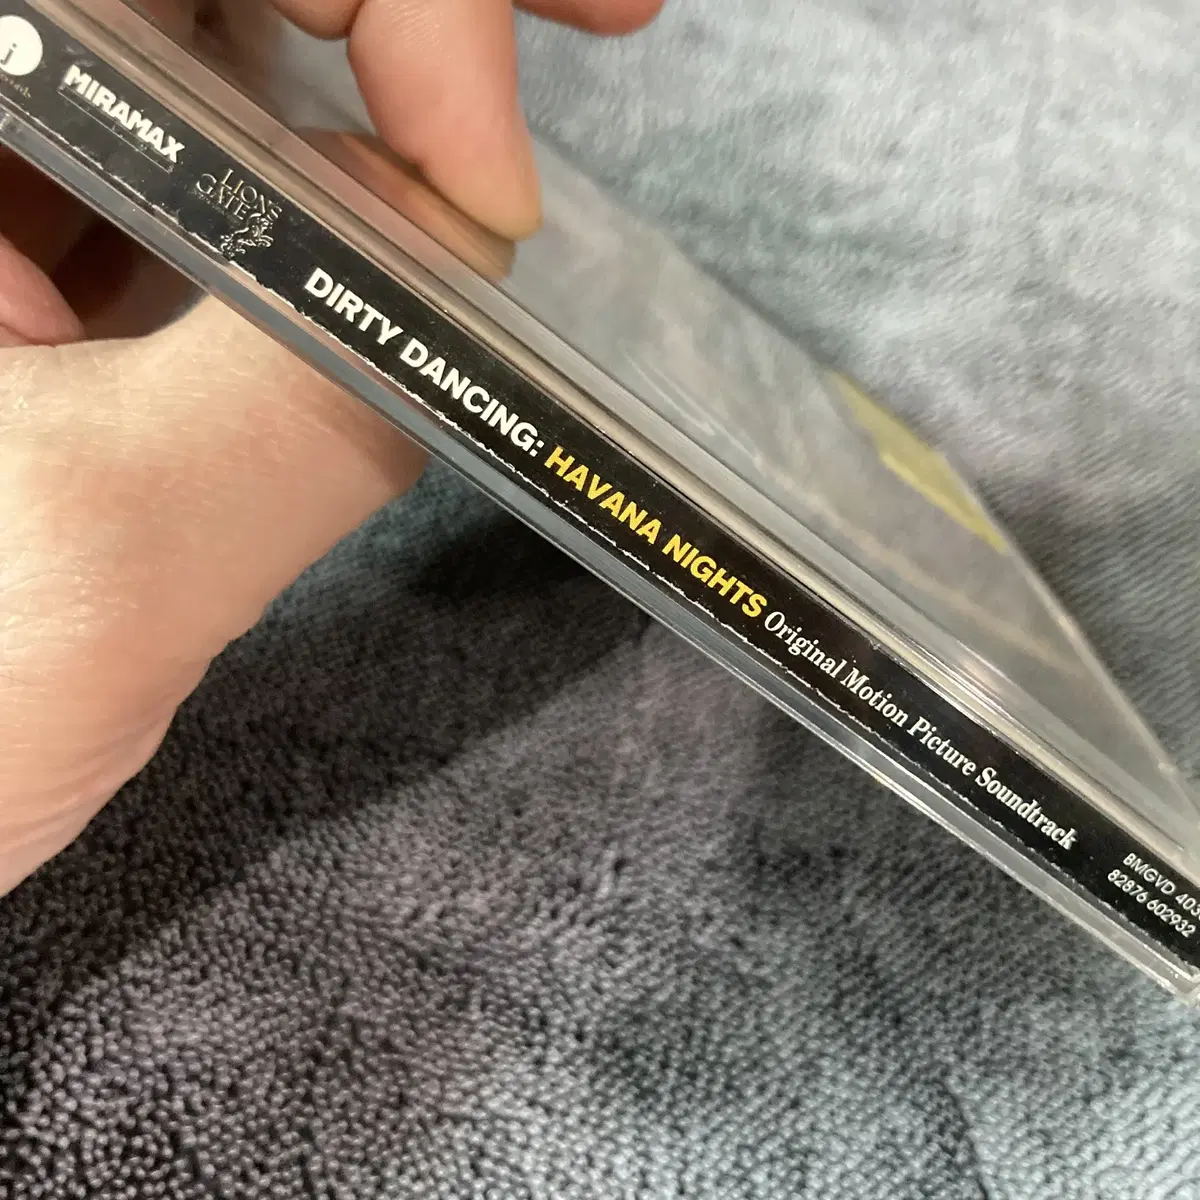 j
MIRAMAX
LIONS
GATE
DIRTY DANCING: HAVANA NIGHTS Original Motion Picture Soundtrack
BMGVD 403
82876 602932